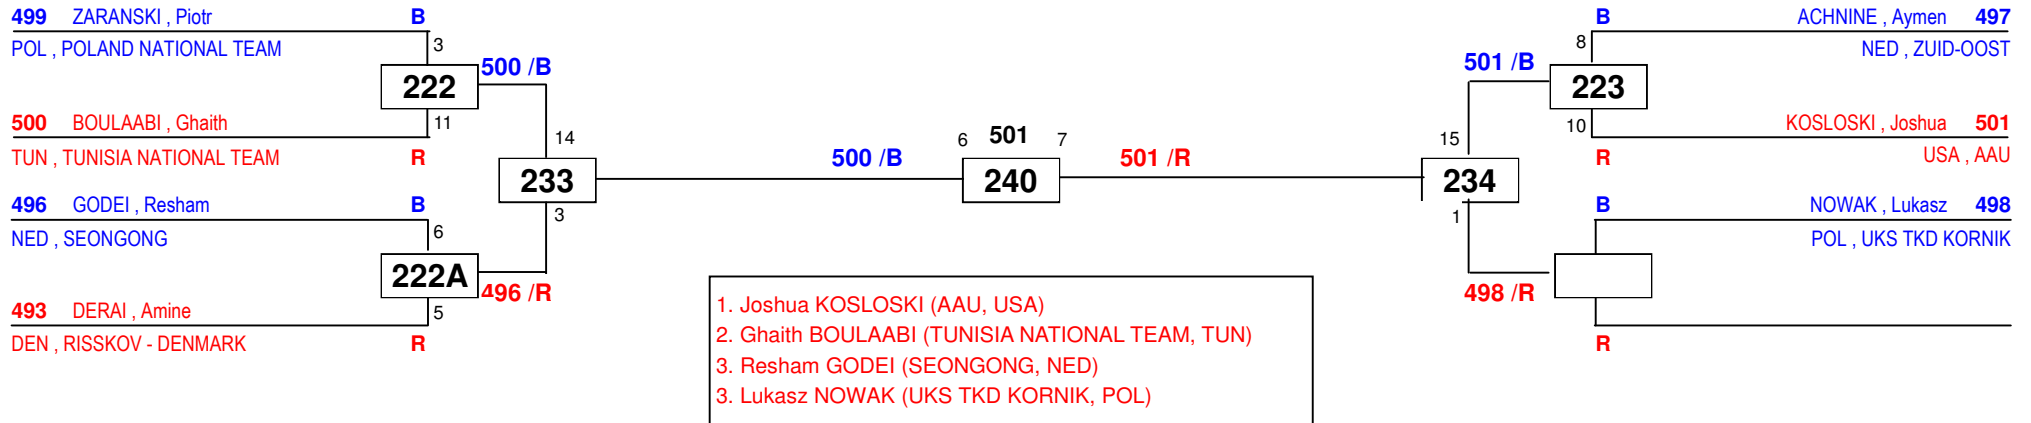 499 ZARANSKI , Piotr B
POL , POLAND NATIONAL TEAM
3
222
500 /B
11
500 BOULAABI , Ghaith
TUN , TUNISIA NATIONAL TEAM R
14
233
3
496 GODEI , Resham B
NED , SEONGONG
6
222A
496 /R
5
493 DERAI , Amine
DEN , RISSKOV - DENMARK R
500 /B
6 501 7
240
501 /R
B ACHNINE , Aymen 497
8
NED , ZUID-OOST
501 /B
223
10
KOSLOSKI , Joshua 501
R USA , AAU
15
234
1
B NOWAK , Lukasz 498
POL , UKS TKD KORNIK
498 /R
R
1. Joshua KOSLOSKI (AAU, USA)
2. Ghaith BOULAABI (TUNISIA NATIONAL TEAM, TUN)
3. Resham GODEI (SEONGONG, NED)
3. Lukasz NOWAK (UKS TKD KORNIK, POL)